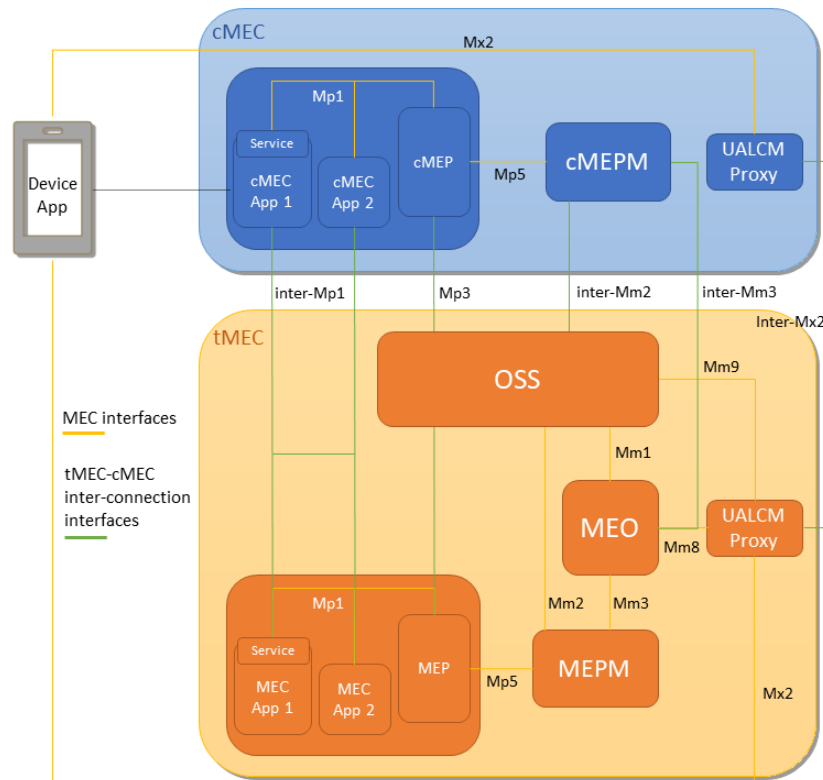 cMEC
Mx2
Mp1
Service
cMEC
App 1
cMEC
App 2
cMEP
Mp5
cMEPM
UALCM
Proxy
Device
App
inter-Mp1
Mp3
inter-Mm2
inter-Mm3
Inter-Mx2
tMEC
OSS
Mm9
MEC interfaces
tMEC-cMEC
inter-connection
interfaces
Mm1
MEO
UALCM
Proxy
Mm8
Mp1
Mm2
Mm3
Service
MEC
App 1
MEC
App 2
MEP
Mp5
MEPM
Mx2